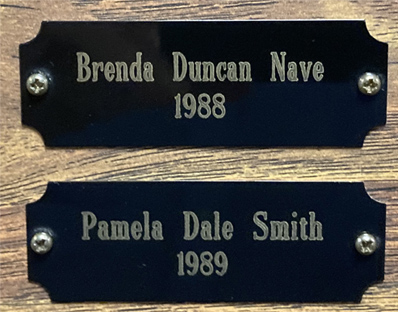 Brenda Duncan Nave
1988
Pamela Dale Smith
1989